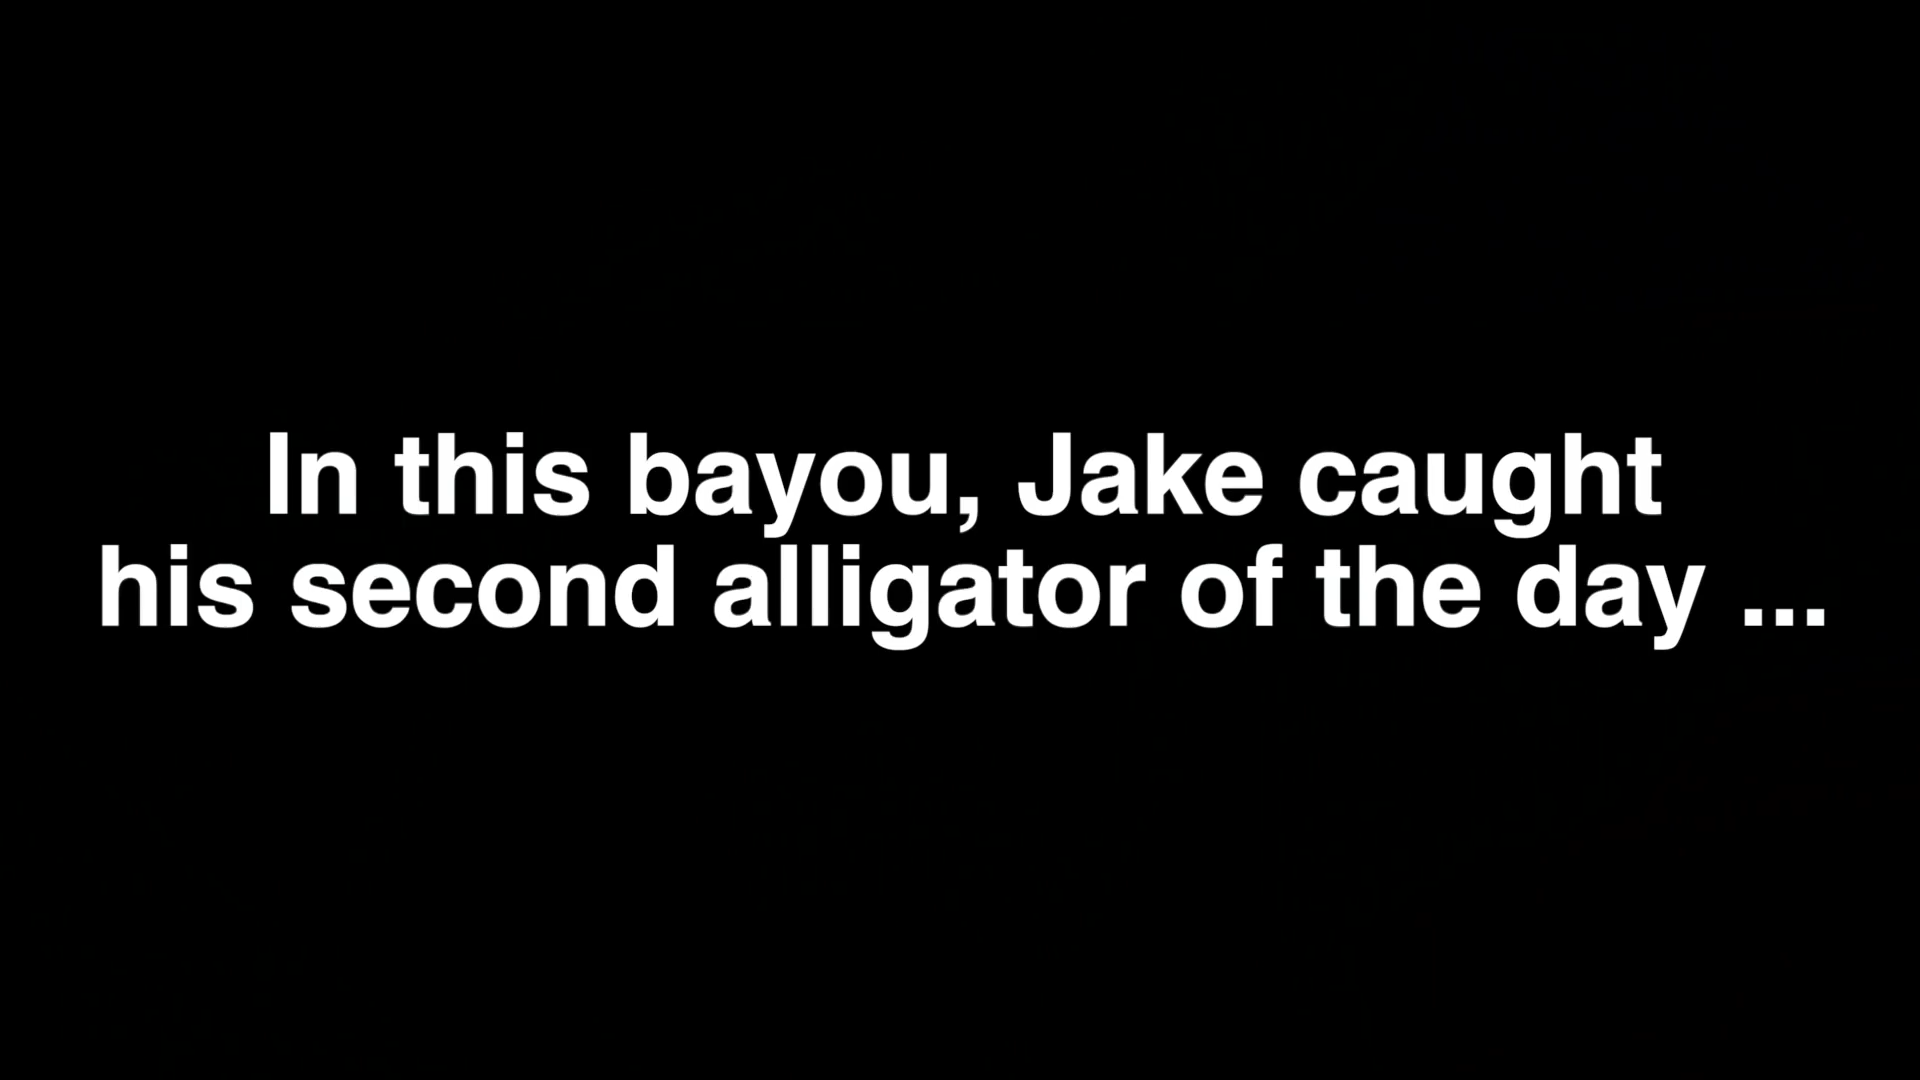 In this bayou, Jake caught
his second alligator of the day ...